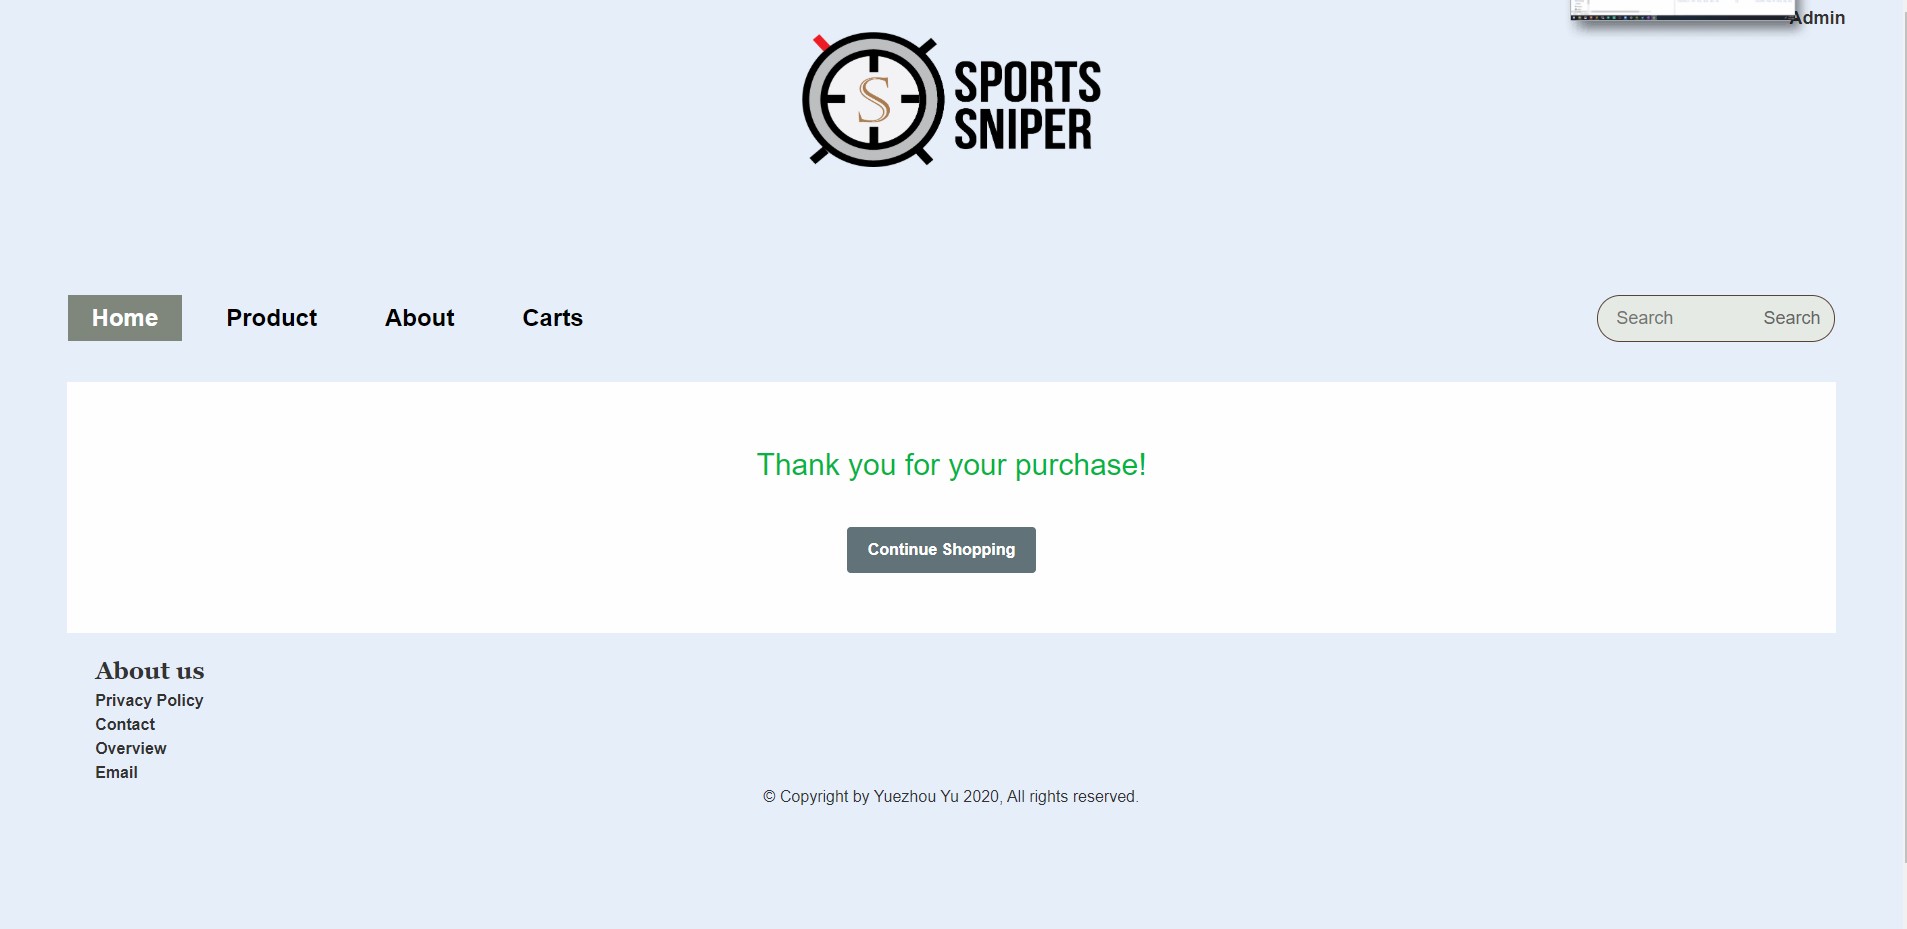 Admin
S
SPORTS
SNIPER
Home
Product
About
Carts
Search
Search
Thank you for your purchase!
Continue Shopping
About us
Privacy Policy
Contact
Overview
Email
© Copyright by Yuezhou Yu 2020, All rights reserved.